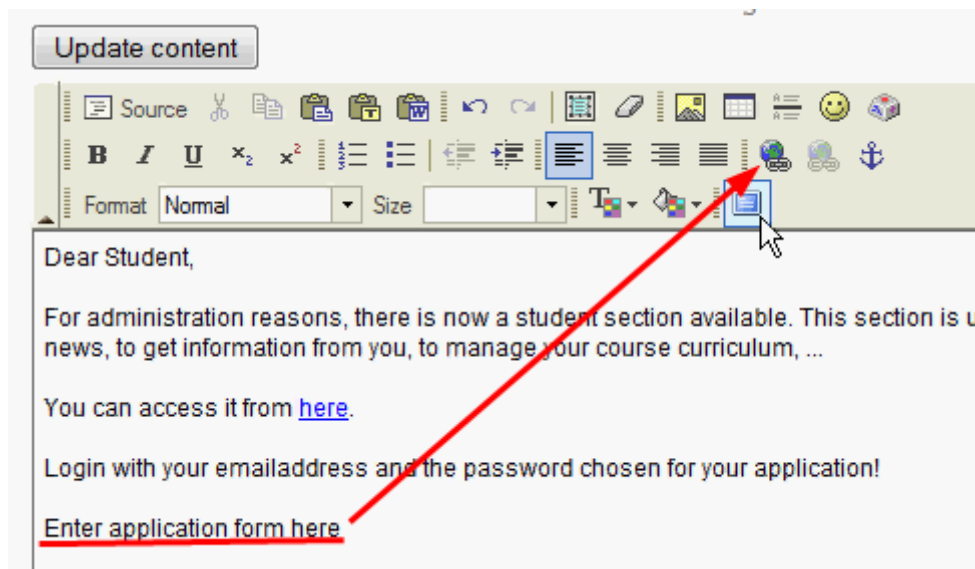 Update content
Source
B I U ×₂ ×²
Format Normal Size
Dear Student,
For administration reasons, there is now a student section available. This section is
news, to get information from you, to manage your course curriculum, ...
You can access it from here.
Login with your emailaddress and the password chosen for your application!
Enter application form here